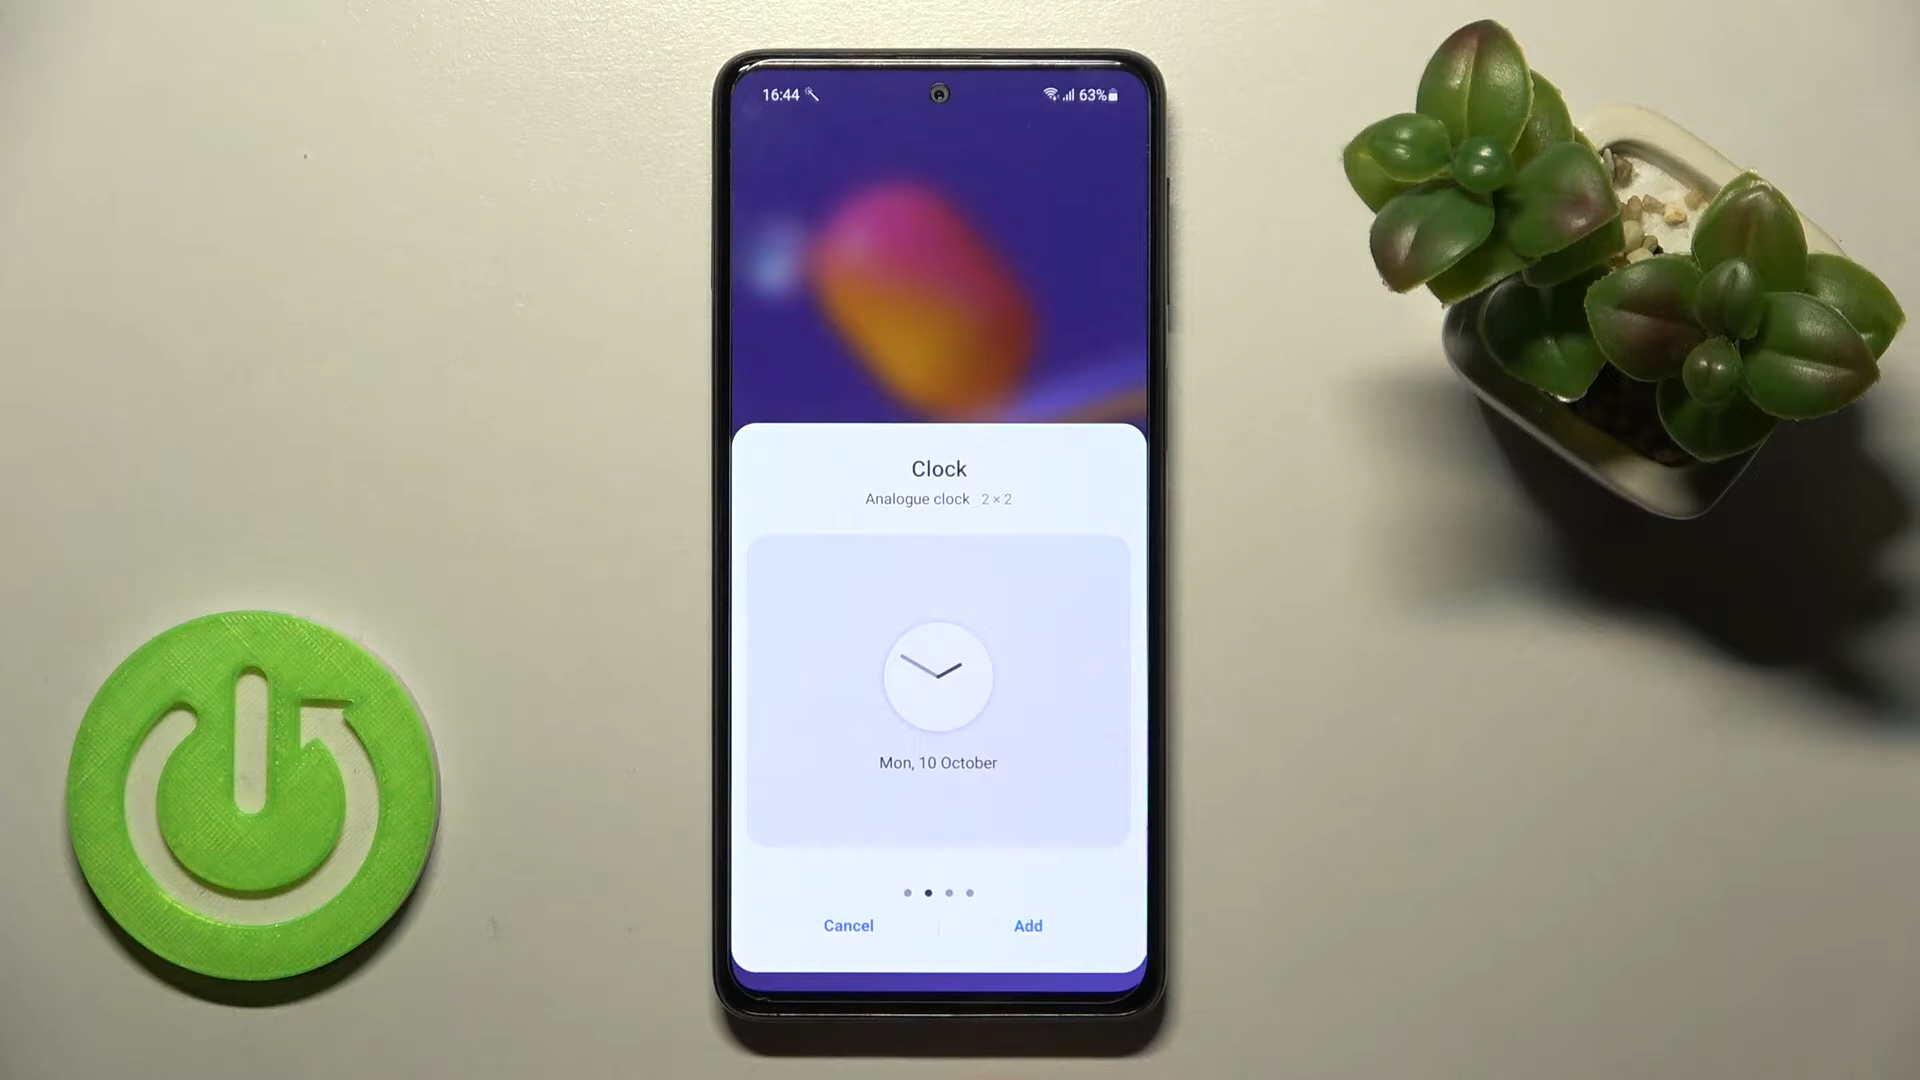 16:44 63%
Clock
Analogue clock 2 × 2
Mon, 10 October
Cancel Add